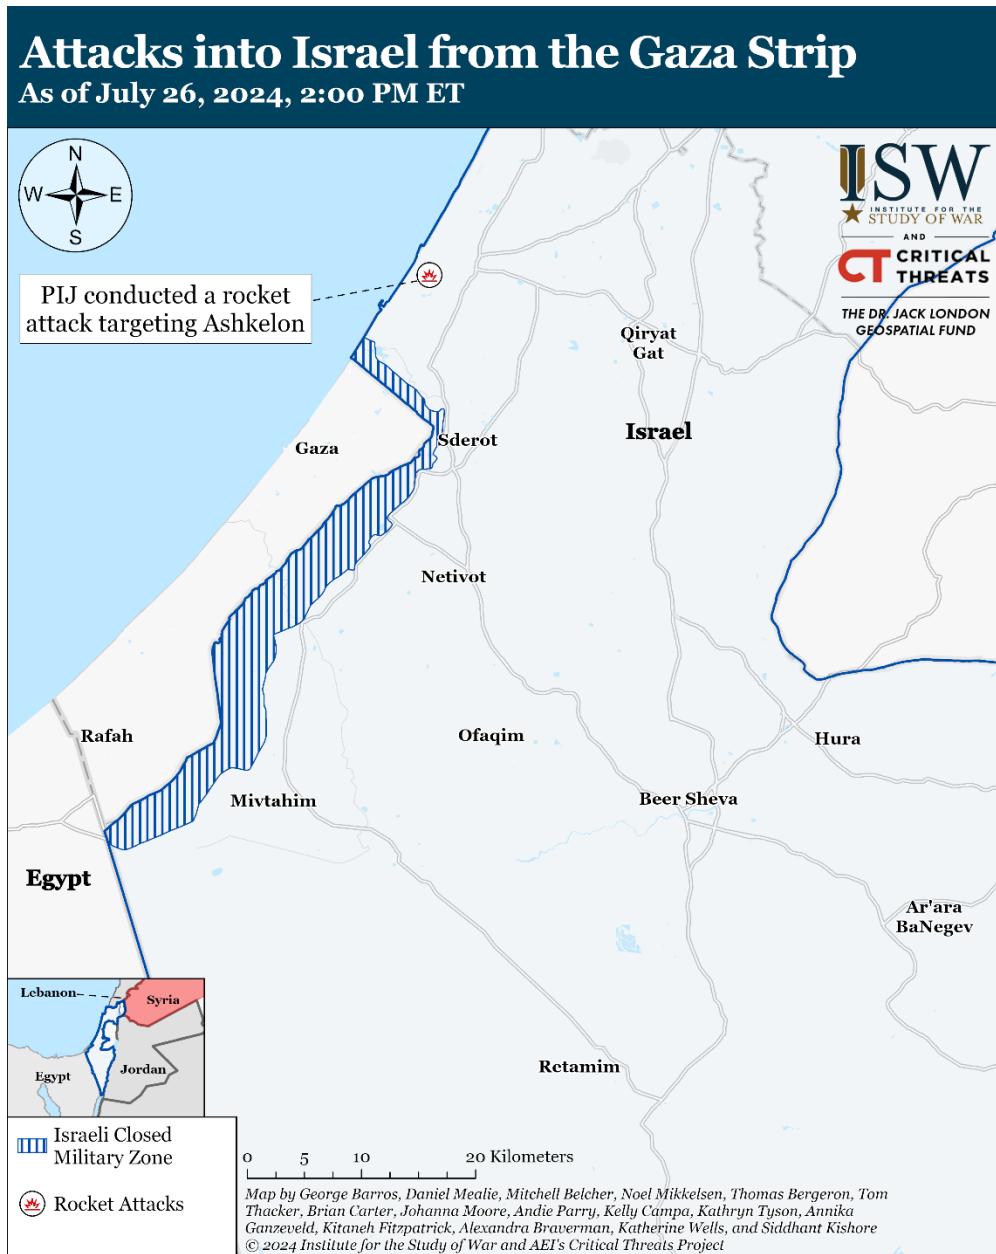 Attacks into Israel from the Gaza Strip
As of July 26, 2024, 2:00 PM ET
N
W E
S
ISW
INSTITUTE FOR THE
STUDY OF WAR
AND
CT CRITICAL
THREATS
THE DR. JACK LONDON
GEOSPATIAL FUND
PIJ conducted a rocket
attack targeting Ashkelon
Qiryat
Gat
Israel
Sderot
Gaza
Netivot
Rafah
Ofaqim
Hura
Mivtahim
Beer Sheva
Egypt
Ar'ara
BaNegev
Lebanon
Syria
Egypt
Jordan
Retamim
Israeli Closed
Military Zone
Rocket Attacks
0 5 10 20 Kilometers
Map by George Barros, Daniel Mealie, Mitchell Belcher, Noel Mikkelsen, Thomas Bergeron, Tom
Thacker, Brian Carter, Johanna Moore, Andie Parry, Kelly Campa, Kathryn Tyson, Annika
Ganzeveld, Kitaneh Fitzpatrick, Alexandra Braverman, Katherine Wells, and Siddhant Kishore
© 2024 Institute for the Study of War and AEI's Critical Threats Project